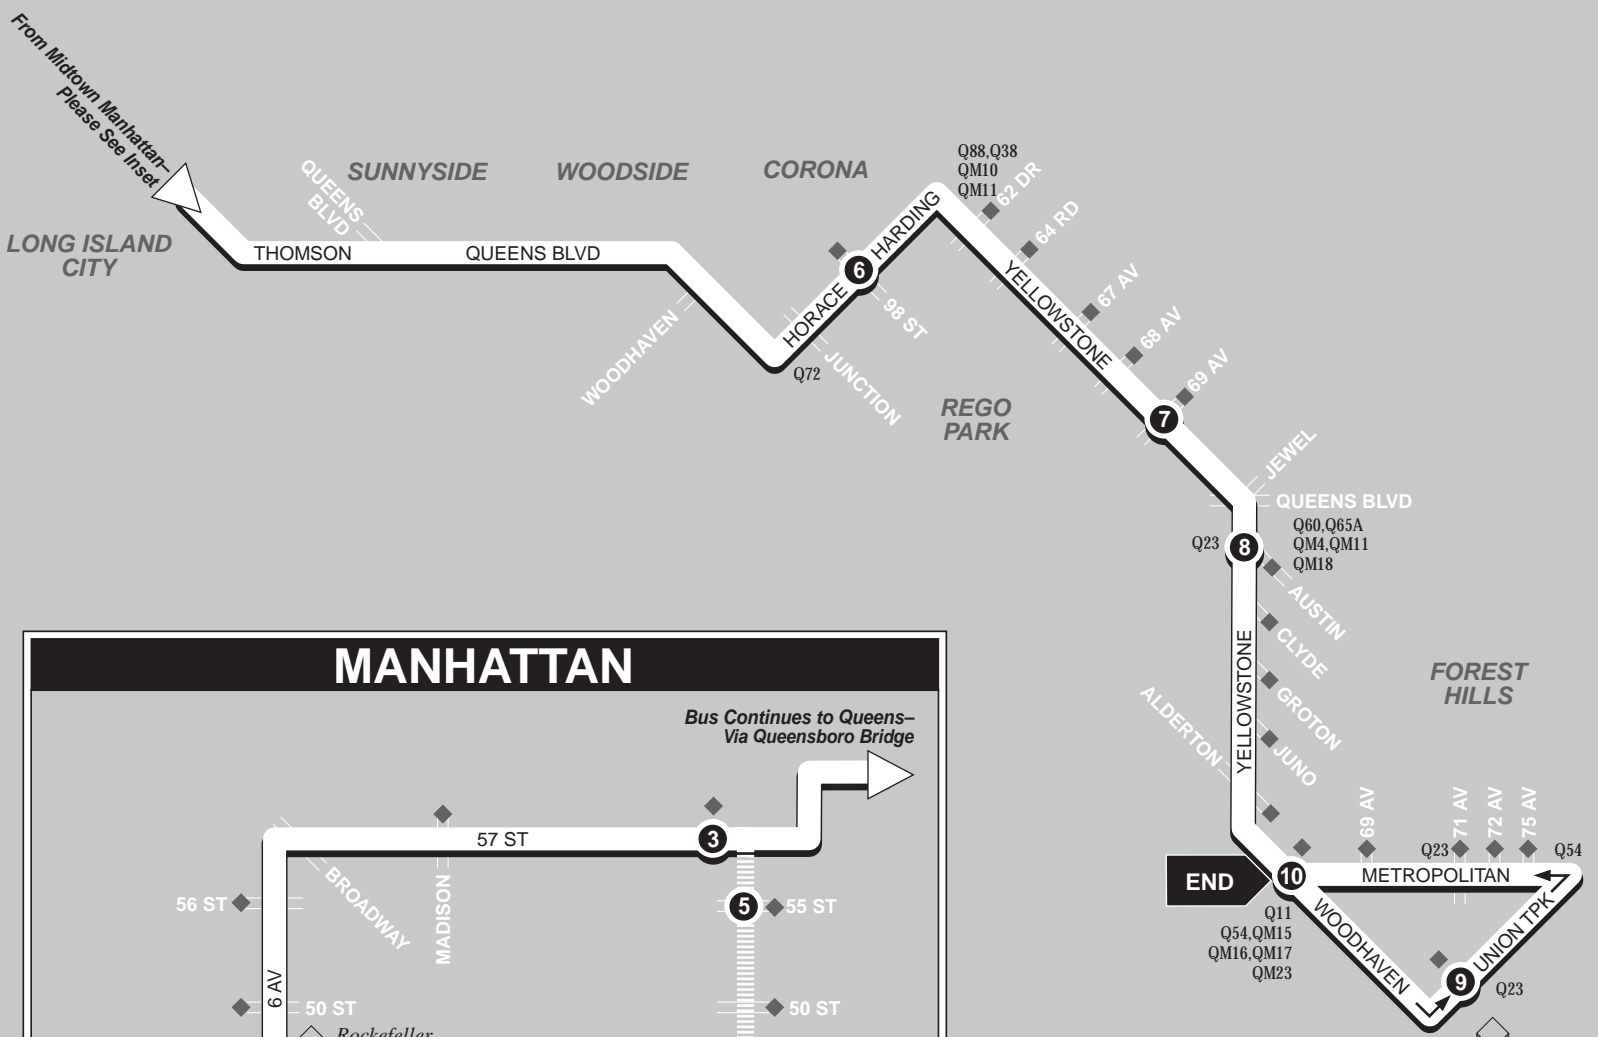 From Midtown Manhattan–
Please See Inset
LONG ISLAND
CITY
QUEENS
BLVD
SUNNYSIDE
WOODSIDE
CORONA
THOMSON
QUEENS BLVD
WOODHAVEN
HORACE
HARDING
6
98 ST
JUNCTION
Q72
Q88,Q38
QM10
QM11
62 DR
64 RD
YELLOWSTONE
67 AV
68 AV
69 AV
7
REGO
PARK
JEWEL
QUEENS BLVD
Q23
8
Q60,Q65A
QM4,QM11
QM18
AUSTIN
CLYDE
GROTON
JUNO
YELLOWSTONE
ALDERTON
FOREST
HILLS
69 AV
71 AV
72 AV
75 AV
Q23
Q54
END
10
METROPOLITAN
Q11
Q54,QM15
QM16,QM17
QM23
WOODHAVEN
UNION TPK
9
Q23
MANHATTAN
Bus Continues to Queens–
Via Queensboro Bridge
57 ST
3
BROADWAY
MADISON
56 ST
5
55 ST
6 AV
50 ST
50 ST
Rockefeller